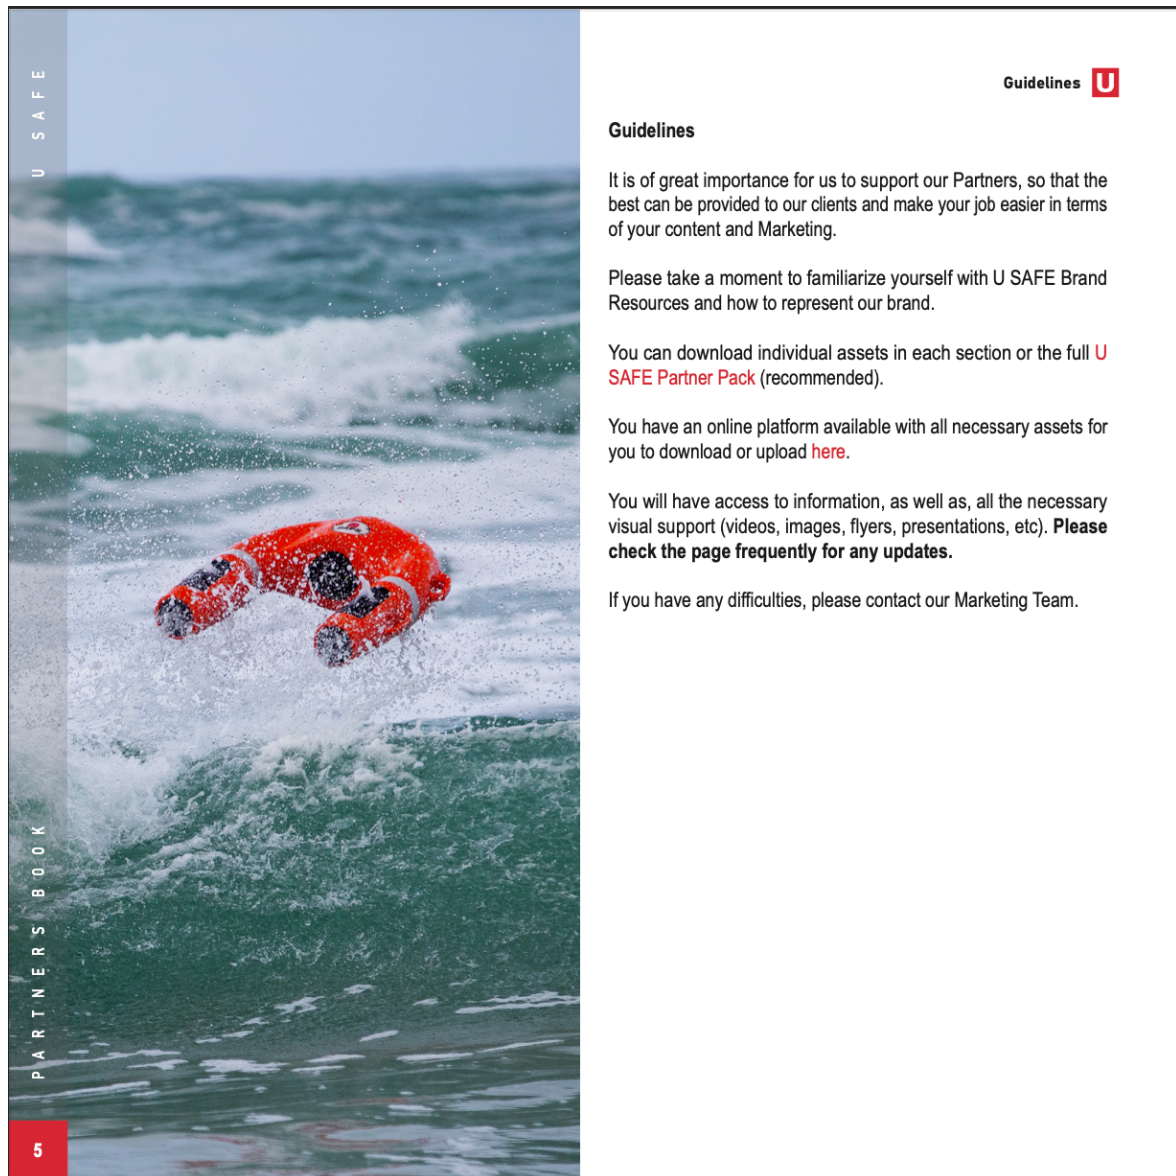 U SAFE
PARTNERS BOOK
5
Guidelines U
Guidelines
It is of great importance for us to support our Partners, so that the
best can be provided to our clients and make your job easier in terms
of your content and Marketing.
Please take a moment to familiarize yourself with U SAFE Brand
Resources and how to represent our brand.
You can download individual assets in each section or the full U
SAFE Partner Pack (recommended).
You have an online platform available with all necessary assets for
you to download or upload here.
You will have access to information, as well as, all the necessary
visual support (videos, images, flyers, presentations, etc). Please
check the page frequently for any updates.
If you have any difficulties, please contact our Marketing Team.